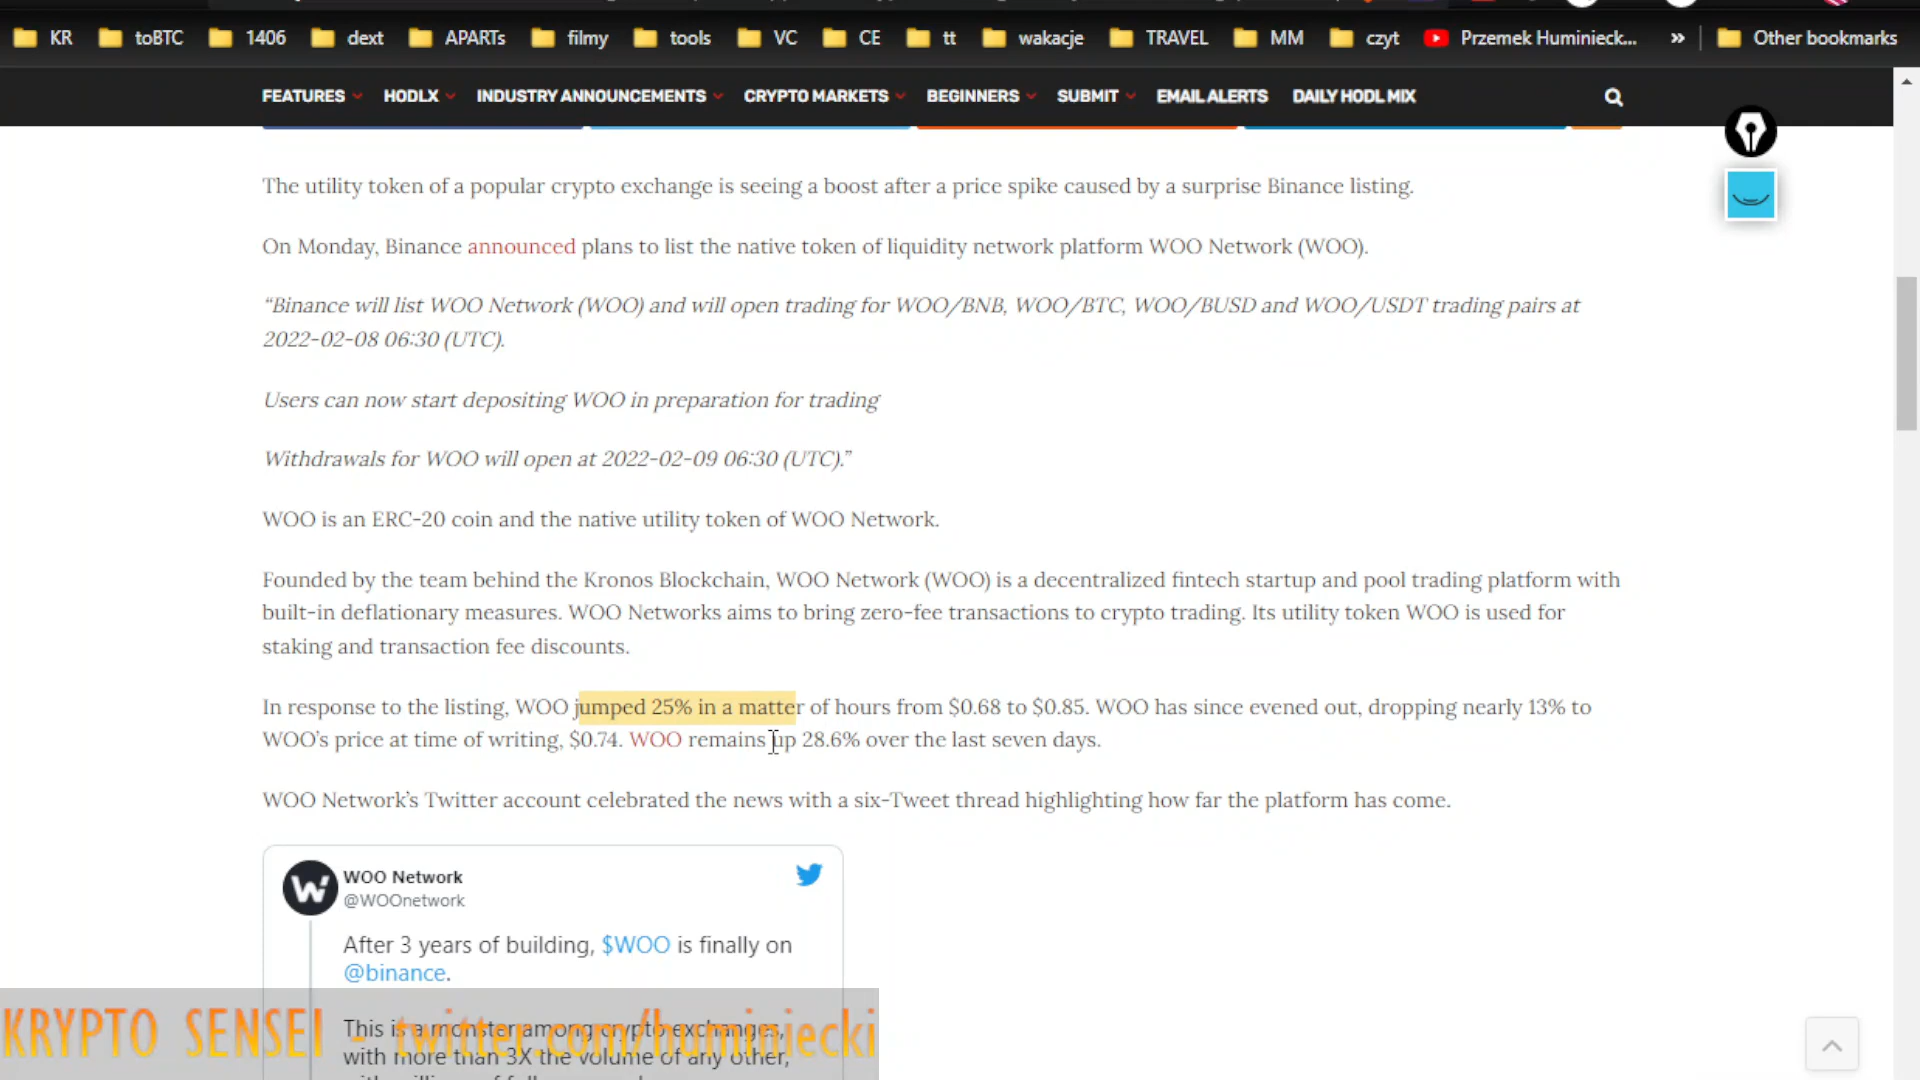 KR toBTC 1406 dext APARTs filmy tools VC CE tt wakacje TRAVEL MM czyt Przemek Huminieck... » Other bookmarks
FEATURES HODLX INDUSTRY ANNOUNCEMENTS CRYPTO MARKETS BEGINNERS SUBMIT EMAIL ALERTS DAILY HODL MIX
The utility token of a popular crypto exchange is seeing a boost after a price spike caused by a surprise Binance listing.
On Monday, Binance announced plans to list the native token of liquidity network platform WOO Network (WOO).
“Binance will list WOO Network (WOO) and will open trading for WOO/BNB, WOO/BTC, WOO/BUSD and WOO/USDT trading pairs at
2022-02-08 06:30 (UTC).
Users can now start depositing WOO in preparation for trading
Withdrawals for WOO will open at 2022-02-09 06:30 (UTC).”
WOO is an ERC-20 coin and the native utility token of WOO Network.
Founded by the team behind the Kronos Blockchain, WOO Network (WOO) is a decentralized fintech startup and pool trading platform with
built-in deflationary measures. WOO Networks aims to bring zero-fee transactions to crypto trading. Its utility token WOO is used for
staking and transaction fee discounts.
In response to the listing, WOO jumped 25% in a matter of hours from $0.68 to $0.85. WOO has since evened out, dropping nearly 13% to
WOO’s price at time of writing, $0.74. WOO remains up 28.6% over the last seven days.
WOO Network’s Twitter account celebrated the news with a six-Tweet thread highlighting how far the platform has come.
WOO Network
@WOOnetwork
After 3 years of building, $WOO is finally on
@binance.
This is a monster among crypto exchanges,
with more than 3X the volume of any other,
KRYPTO SENSEI - twitter.com/huminiecki